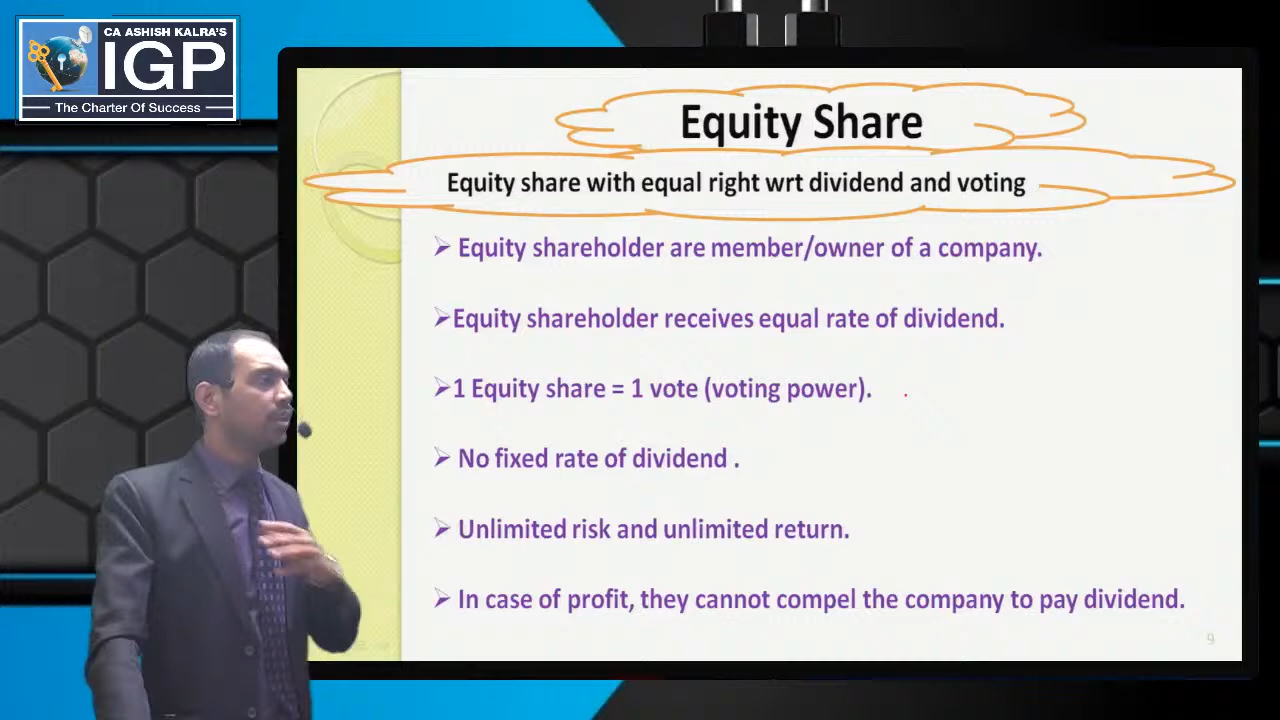 CA ASHISH KALRA'S
IGP
The Charter Of Success
Equity Share
Equity share with equal right wrt dividend and voting
Equity shareholder are member/owner of a company.
Equity shareholder receives equal rate of dividend.
1 Equity share = 1 vote (voting power).
No fixed rate of dividend .
Unlimited risk and unlimited return.
In case of profit, they cannot compel the company to pay dividend.
9